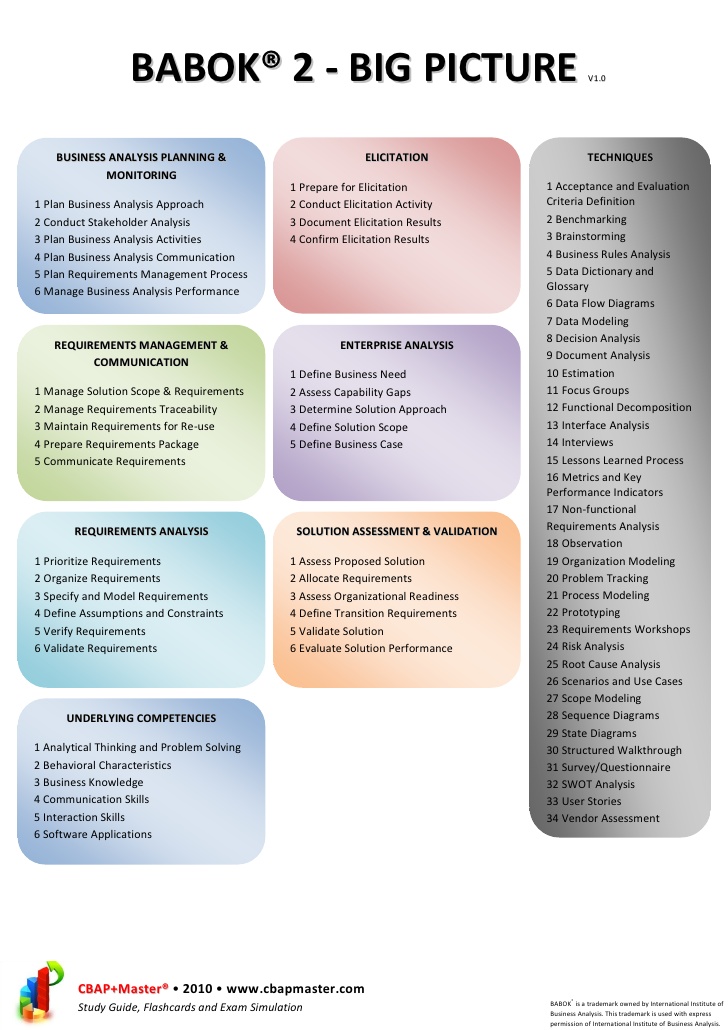 BABOK® 2 - BIG PICTURE V1.0
BUSINESS ANALYSIS PLANNING &
MONITORING
1 Plan Business Analysis Approach
2 Conduct Stakeholder Analysis
3 Plan Business Analysis Activities
4 Plan Business Analysis Communication
5 Plan Requirements Management Process
6 Manage Business Analysis Performance
ELICITATION
1 Prepare for Elicitation
2 Conduct Elicitation Activity
3 Document Elicitation Results
4 Confirm Elicitation Results
REQUIREMENTS MANAGEMENT &
COMMUNICATION
1 Manage Solution Scope & Requirements
2 Manage Requirements Traceability
3 Maintain Requirements for Re-use
4 Prepare Requirements Package
5 Communicate Requirements
ENTERPRISE ANALYSIS
1 Define Business Need
2 Assess Capability Gaps
3 Determine Solution Approach
4 Define Solution Scope
5 Define Business Case
REQUIREMENTS ANALYSIS
1 Prioritize Requirements
2 Organize Requirements
3 Specify and Model Requirements
4 Define Assumptions and Constraints
5 Verify Requirements
6 Validate Requirements
SOLUTION ASSESSMENT & VALIDATION
1 Assess Proposed Solution
2 Allocate Requirements
3 Assess Organizational Readiness
4 Define Transition Requirements
5 Validate Solution
6 Evaluate Solution Performance
UNDERLYING COMPETENCIES
1 Analytical Thinking and Problem Solving
2 Behavioral Characteristics
3 Business Knowledge
4 Communication Skills
5 Interaction Skills
6 Software Applications
TECHNIQUES
1 Acceptance and Evaluation
Criteria Definition
2 Benchmarking
3 Brainstorming
4 Business Rules Analysis
5 Data Dictionary and
Glossary
6 Data Flow Diagrams
7 Data Modeling
8 Decision Analysis
9 Document Analysis
10 Estimation
11 Focus Groups
12 Functional Decomposition
13 Interface Analysis
14 Interviews
15 Lessons Learned Process
16 Metrics and Key
Performance Indicators
17 Non-functional
Requirements Analysis
18 Observation
19 Organization Modeling
20 Problem Tracking
21 Process Modeling
22 Prototyping
23 Requirements Workshops
24 Risk Analysis
25 Root Cause Analysis
26 Scenarios and Use Cases
27 Scope Modeling
28 Sequence Diagrams
29 State Diagrams
30 Structured Walkthrough
31 Survey/Questionnaire
32 SWOT Analysis
33 User Stories
34 Vendor Assessment
CBAP+Master® • 2010 • www.cbapmaster.com
Study Guide, Flashcards and Exam Simulation
BABOK® is a trademark owned by International Institute of
Business Analysis. This trademark is used with express
permission of International Institute of Business Analysis.